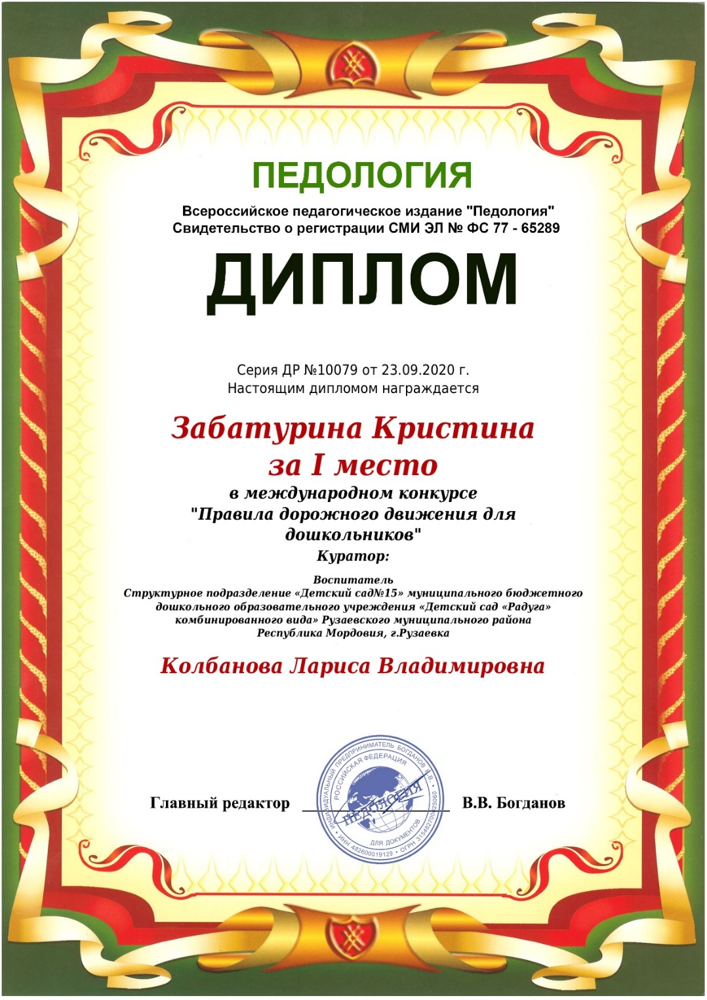 ПЕДОЛОГИЯ
Всероссийское педагогическое издание "Педология"
Свидетельство о регистрации СМИ ЭЛ № ФС 77 - 65289
ДИПЛОМ
Серия ДР №10079 от 23.09.2020 г.
Настоящим дипломом награждается
Забатурина Кристина
за I место
в международном конкурсе
"Правила дорожного движения для
дошкольников"
Куратор:
Воспитатель
Структурное подразделение «Детский сад№15» муниципального бюджетного
дошкольного образовательного учреждения «Детский сад «Радуга»
комбинированного вида» Рузаевского муниципального района
Республика Мордовия, г.Рузаевка
Колбанова Лариса Владимировна
Главный редактор
В.В. Богданов
ИНДИВИДУАЛЬНЫЙ ПРЕДПРИНИМАТЕЛЬ БОГДАНОВ В.В.
РОССИЙСКАЯ ФЕДЕРАЦИЯ
ПЕДОЛОГИЯ
ДЛЯ ДОКУМЕНТОВ
ИНН 482600019129 • ОГРН 315482700025060